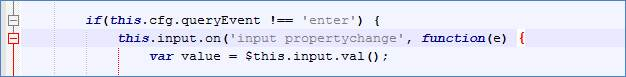 if(this.cfg.queryEvent !== 'enter') {
this.input.on('input propertychange', function(e) {
var value = $this.input.val();